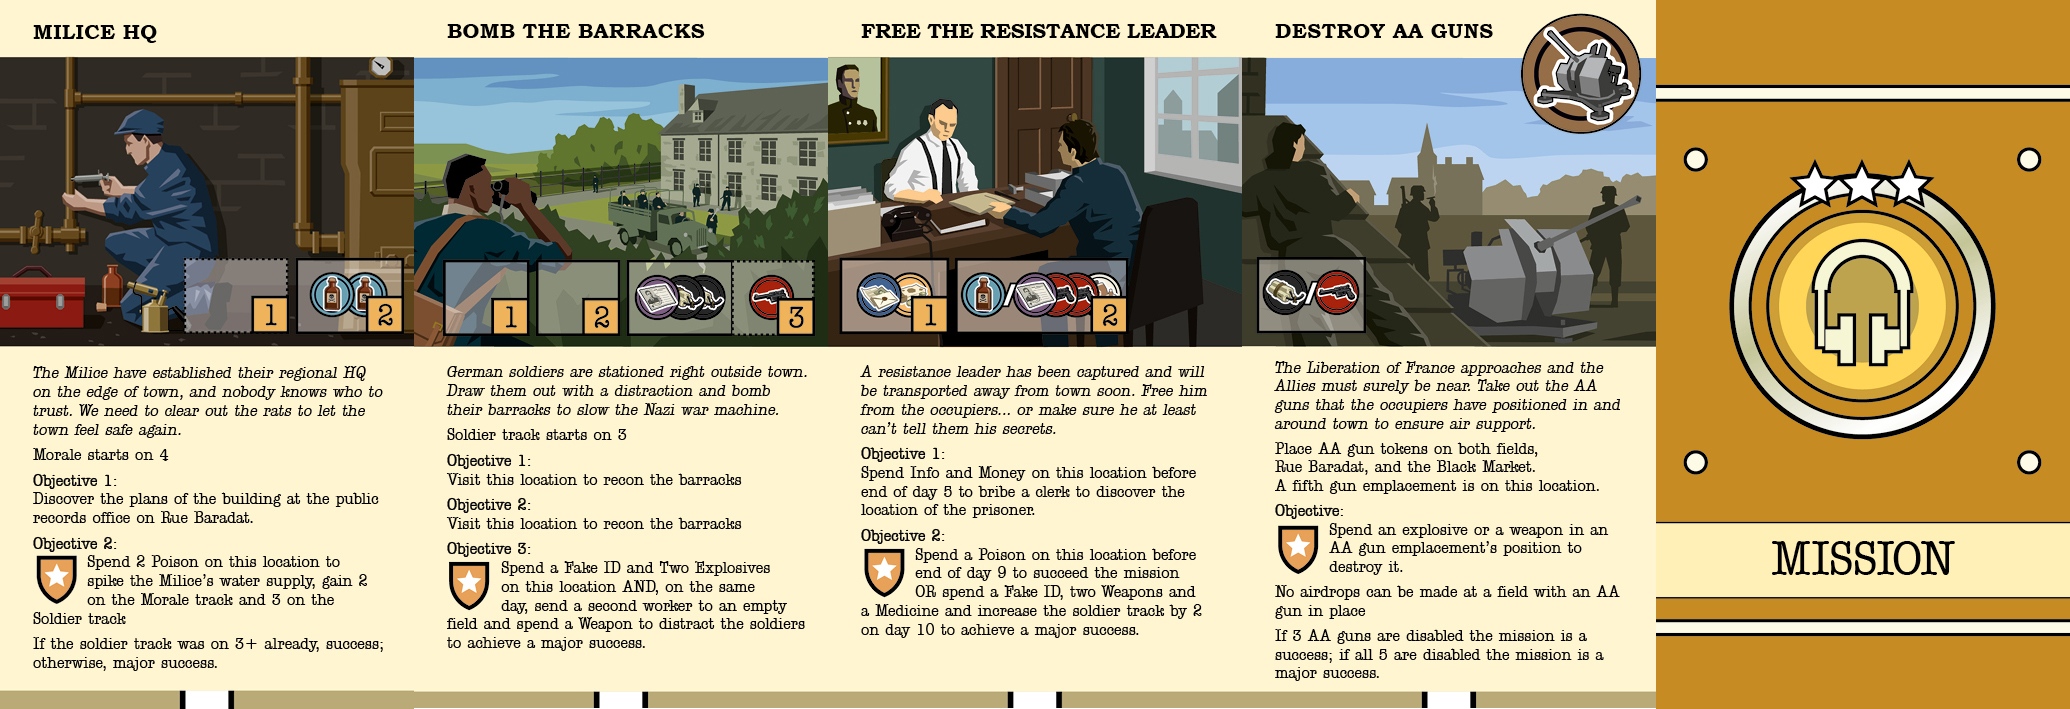 MILICE HQ
1
2
The Milice have established their regional HQ
on the edge of town, and nobody knows who to
trust. We need to clear out the rats to let the
town feel safe again.
Morale starts on 4
Objective 1:
Discover the plans of the building at the public
records office on Rue Baradat.
Objective 2:
Spend 2 Poison on this location to
spike the Milice's water supply, gain 2
on the Morale track and 3 on the
Soldier track
If the soldier track was on 3+ already, success;
otherwise, major success.
BOMB THE BARRACKS
1
2
3
German soldiers are stationed right outside town.
Draw them out with a distraction and bomb
their barracks to slow the Nazi war machine.
Soldier track starts on 3
Objective 1:
Visit this location to recon the barracks
Objective 2:
Visit this location to recon the barracks
Objective 3:
Spend a Fake ID and Two Explosives
on this location AND, on the same
day, send a second worker to an empty
field and spend a Weapon to distract the soldiers
to achieve a major success.
FREE THE RESISTANCE LEADER
1
/
2
A resistance leader has been captured and will
be transported away from town soon. Free him
from the occupiers... or make sure he at least
can't tell them his secrets.
Objective 1:
Spend Info and Money on this location before
end of day 5 to bribe a clerk to discover the
location of the prisoner.
Objective 2:
Spend a Poison on this location before
end of day 9 to succeed the mission
OR spend a Fake ID, two Weapons and
a Medicine and increase the soldier track by 2
on day 10 to achieve a major success.
DESTROY AA GUNS
/
The Liberation of France approaches and the
Allies must surely be near. Take out the AA
guns that the occupiers have positioned in and
around town to ensure air support.
Place AA gun tokens on both fields,
Rue Baradat, and the Black Market.
A fifth gun emplacement is on this location.
Objective:
Spend an explosive or a weapon in an
AA gun emplacement's position to
destroy it.
No airdrops can be made at a field with an AA
gun in place
If 3 AA guns are disabled the mission is a
success; if all 5 are disabled the mission is a
major success.
MISSION